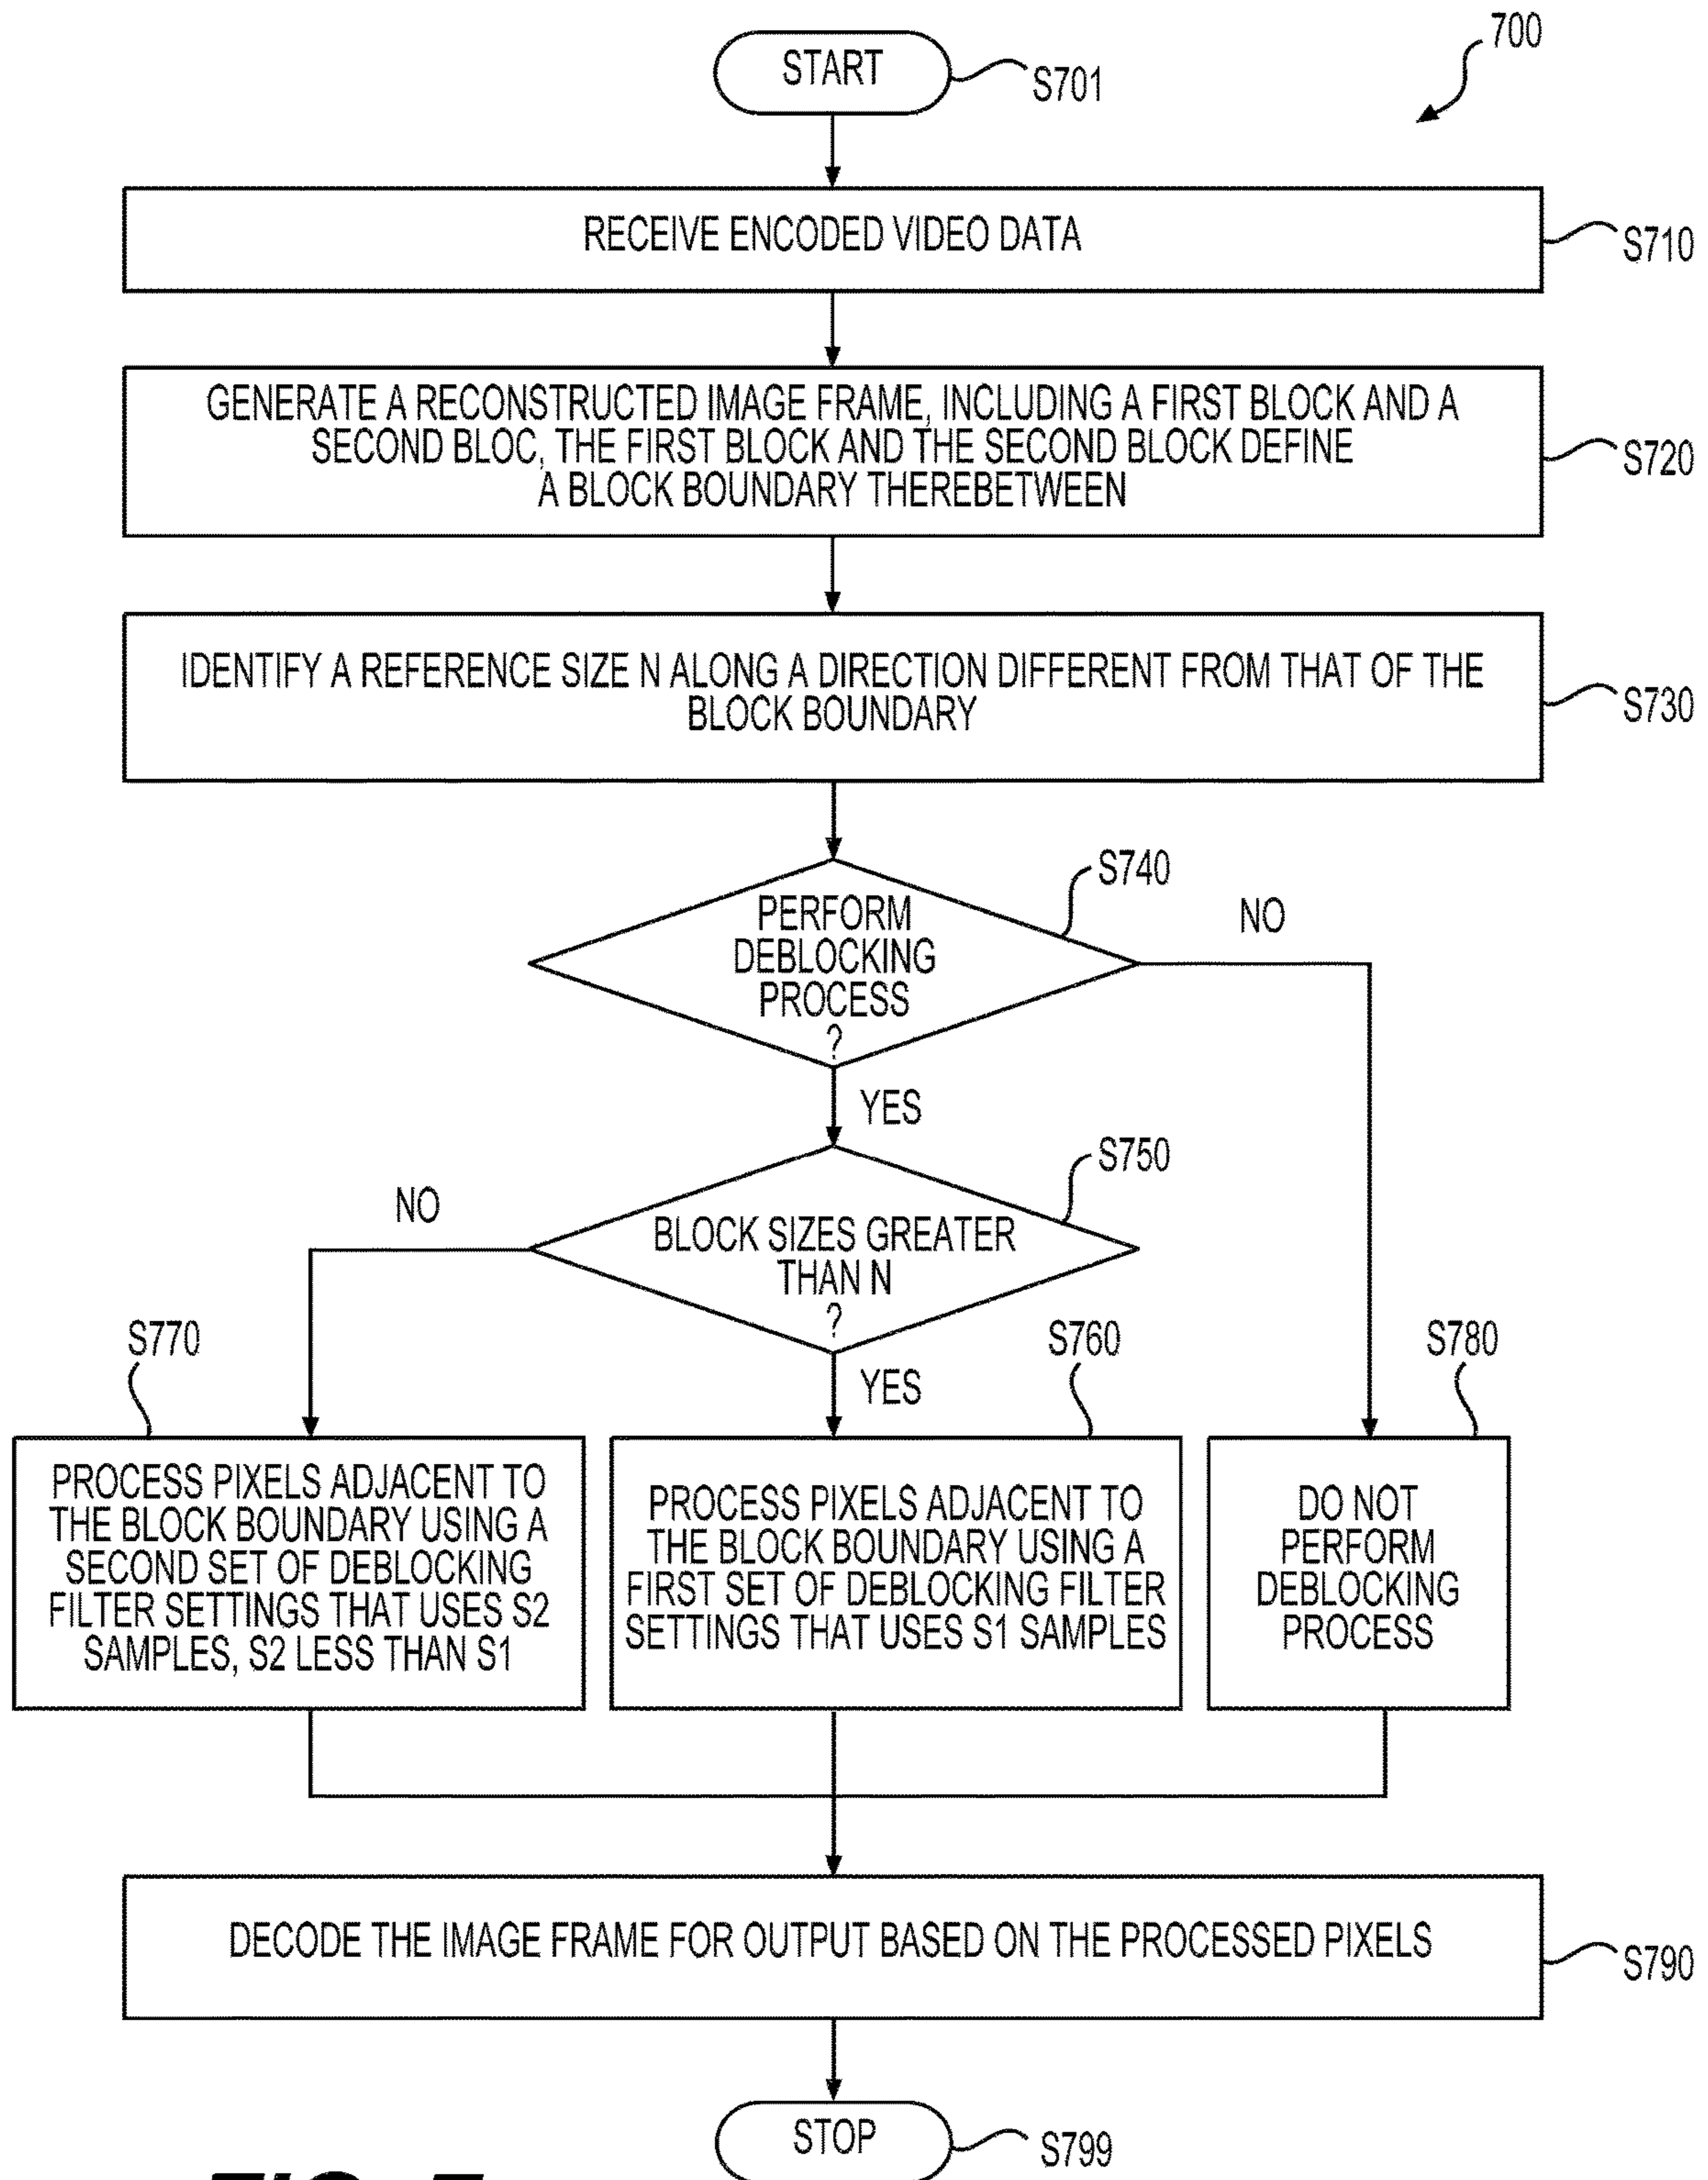 700
START
S701
RECEIVE ENCODED VIDEO DATA
S710
GENERATE A RECONSTRUCTED IMAGE FRAME, INCLUDING A FIRST BLOCK AND A
SECOND BLOC, THE FIRST BLOCK AND THE SECOND BLOCK DEFINE
A BLOCK BOUNDARY THEREBETWEEN
S720
IDENTIFY A REFERENCE SIZE N ALONG A DIRECTION DIFFERENT FROM THAT OF THE
BLOCK BOUNDARY
S730
S740
PERFORM
DEBLOCKING
PROCESS
?
NO
YES
S750
BLOCK SIZES GREATER
THAN N
?
NO
YES
S770
PROCESS PIXELS ADJACENT TO
THE BLOCK BOUNDARY USING A
SECOND SET OF DEBLOCKING
FILTER SETTINGS THAT USES S2
SAMPLES, S2 LESS THAN S1
S760
PROCESS PIXELS ADJACENT TO
THE BLOCK BOUNDARY USING A
FIRST SET OF DEBLOCKING FILTER
SETTINGS THAT USES S1 SAMPLES
S780
DO NOT
PERFORM
DEBLOCKING
PROCESS
DECODE THE IMAGE FRAME FOR OUTPUT BASED ON THE PROCESSED PIXELS
S790
STOP
S799